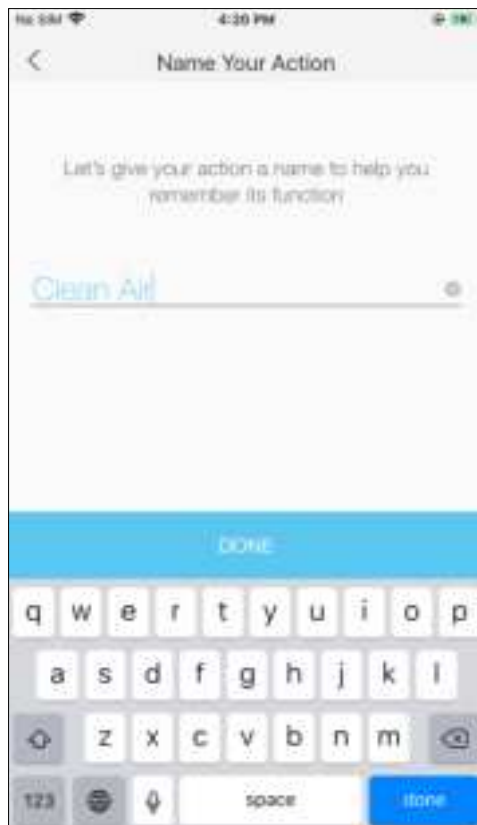 No SIM 4:20 PM
Name Your Action
Let's give your action a name to help you
remember its function
Clean Air
DONE
q w e r t y u i o p
a s d f g h j k l
z x c v b n m
123 space done